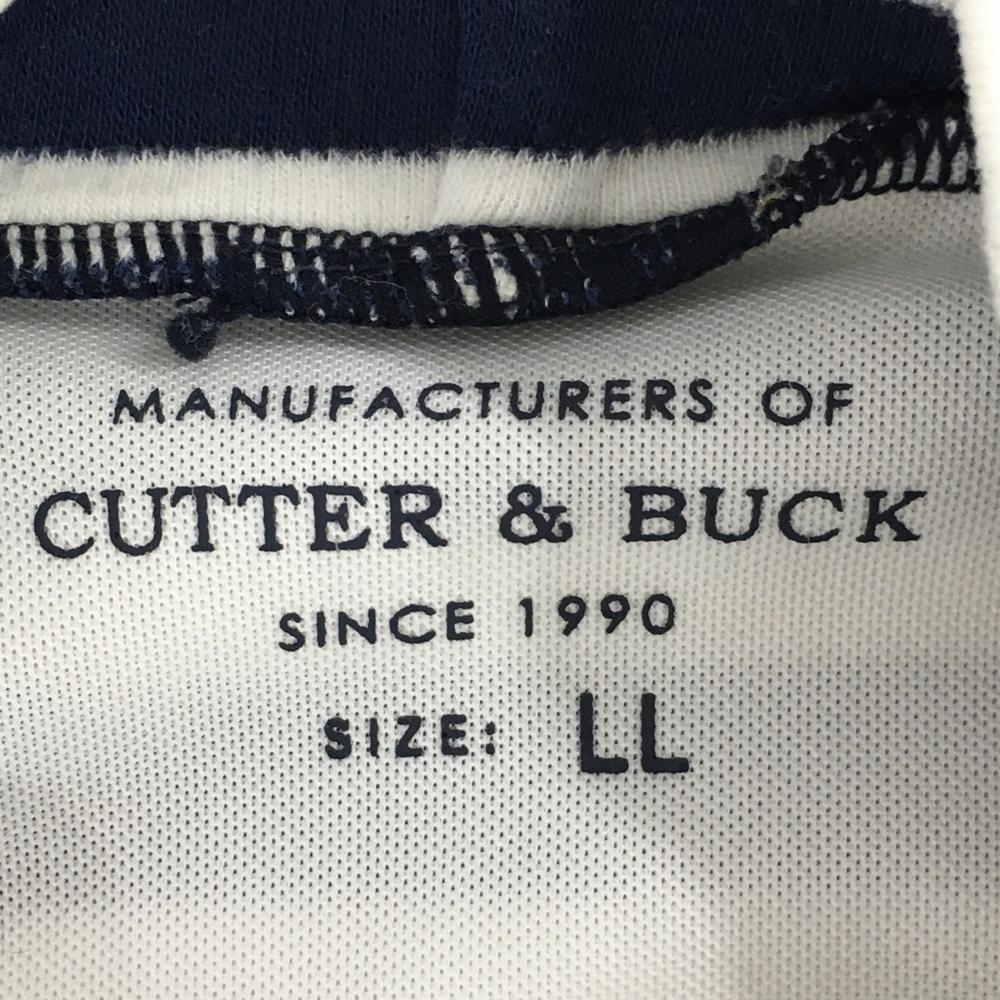 MANUFACTURERS OF
CUTTER & BUCK
SINCE 1990
SIZE: LL